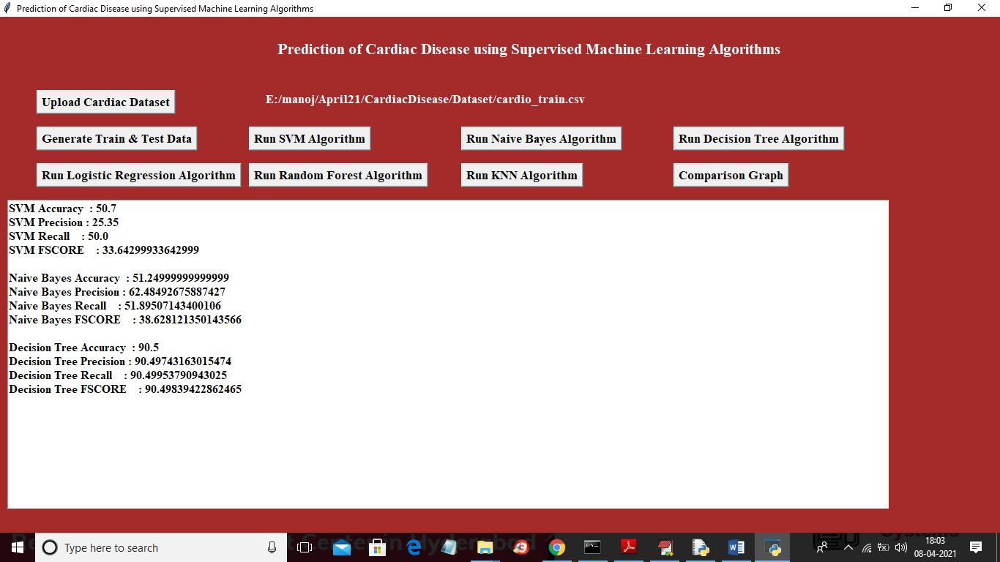 Prediction of Cardiac Disease using Supervised Machine Learning Algorithms
Prediction of Cardiac Disease using Supervised Machine Learning Algorithms
Upload Cardiac Dataset
E:/manoj/April21/CardiacDisease/Dataset/cardio_train.csv
Generate Train & Test Data
Run SVM Algorithm
Run Naive Bayes Algorithm
Run Decision Tree Algorithm
Run Logistic Regression Algorithm
Run Random Forest Algorithm
Run KNN Algorithm
Comparison Graph
SVM Accuracy : 50.7
SVM Precision : 25.35
SVM Recall : 50.0
SVM FSCORE : 33.64299933642999
Naive Bayes Accuracy : 51.24999999999999
Naive Bayes Precision : 62.48492675887427
Naive Bayes Recall : 51.89507143400106
Naive Bayes FSCORE : 38.628121350143566
Decision Tree Accuracy : 90.5
Decision Tree Precision : 90.49743163015474
Decision Tree Recall : 90.49953790943025
Decision Tree FSCORE : 90.49839422862465
Type here to search
18:03
08-04-2021